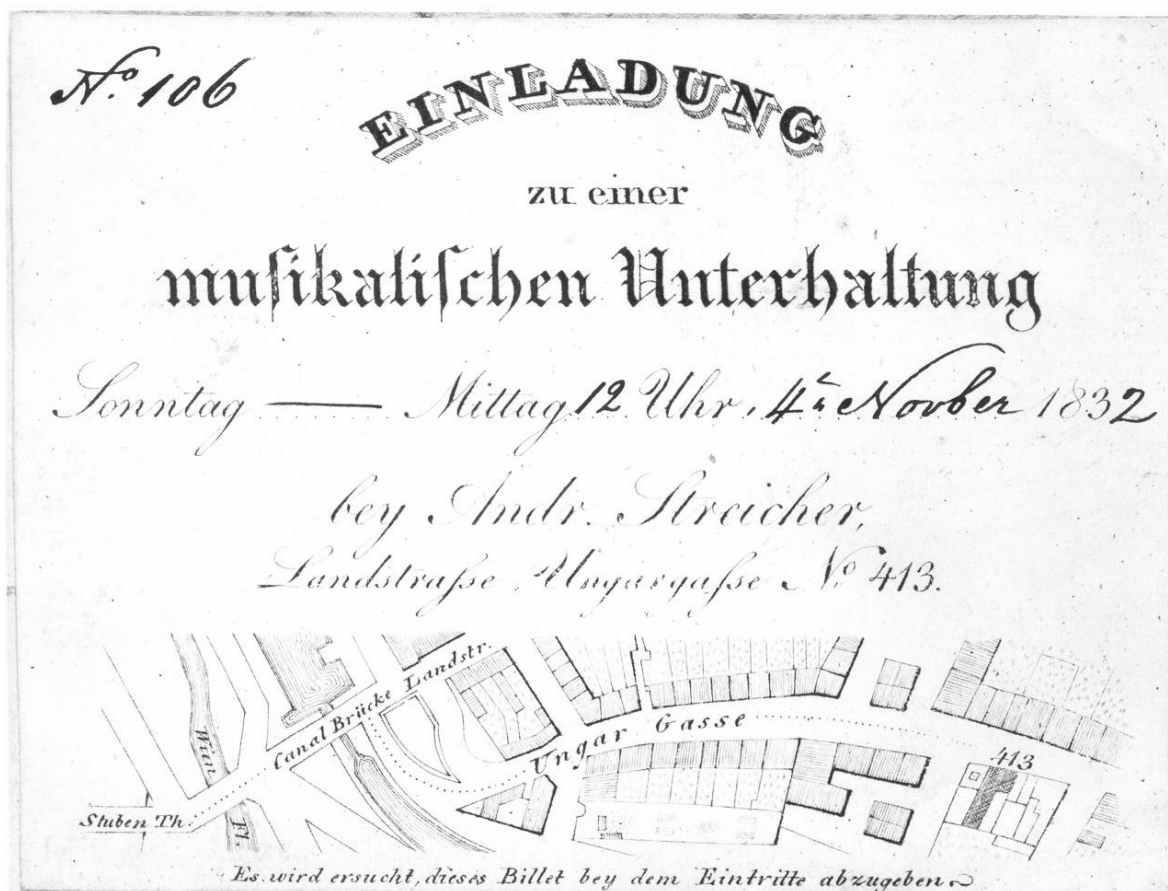 No. 106
EINLADUNG
zu einer
muſikaliſchen Unterhaltung
Sonntag — Mittag 12 Uhr, 4n Novber 1832
bey Andr. Streicher,
Landstraſse Ungargaſse No 413.
Canal Brücke Landstr.
Ungar Gasse
413
Wien Fl.
Stuben Th.
Es wird ersucht, dieses Billet bey dem Eintritte abzugeben